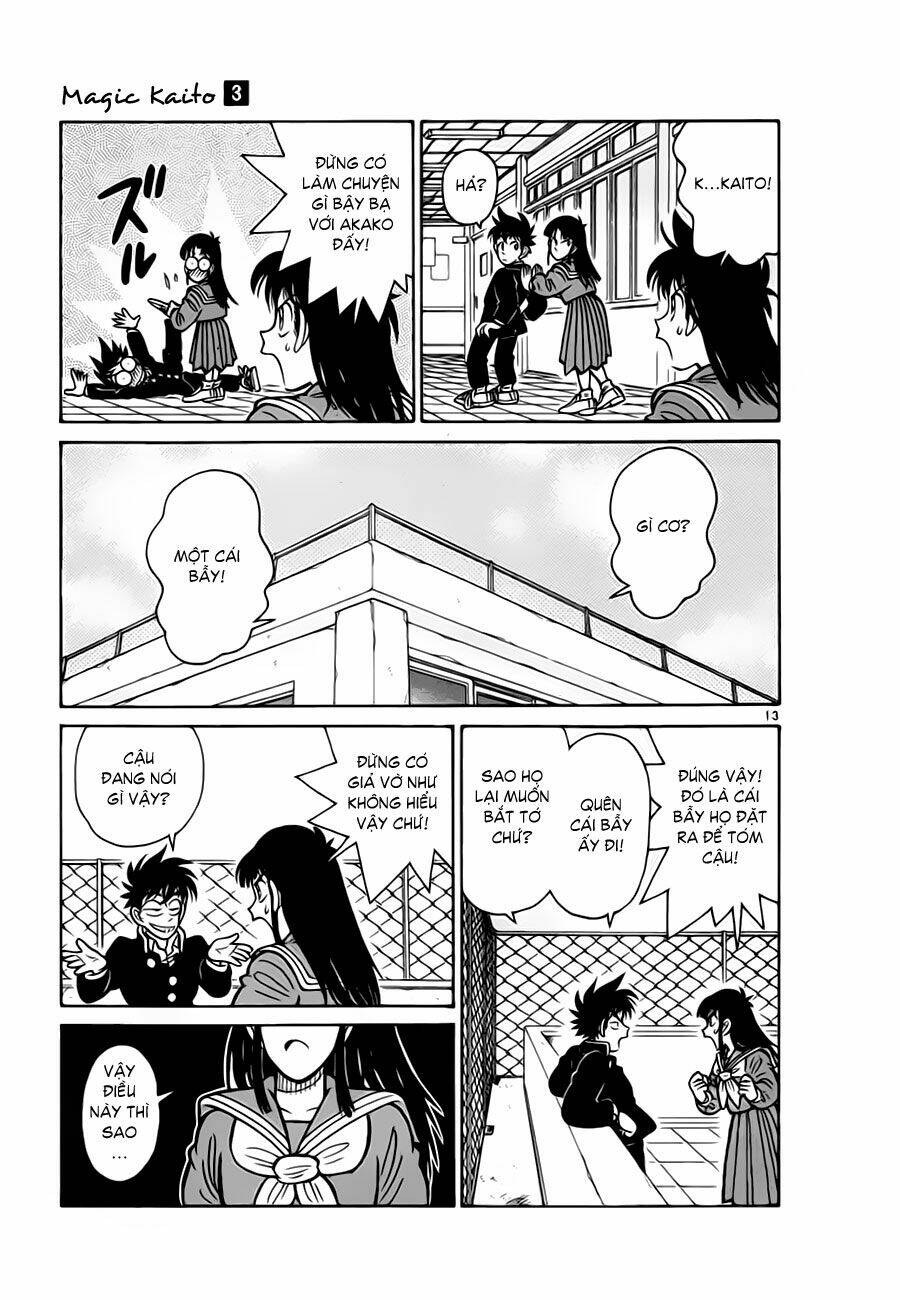 Magic Kaito 3
K...KAITO!
HẢ?
ĐỪNG CÓ
LÀM CHUYỆN
GÌ BẬY BẠ
VỚI AKAKO
ĐẤY!
ズズ
GÌ CƠ?
MỘT CÁI
BẪY!
13
ĐÚNG VẬY!
ĐÓ LÀ CÁI
BẪY HỌ ĐẶT
RA ĐỂ TÓM
CẬU!
QUÊN
CÁI BẪY
ẤY ĐI!
SAO HỌ
LẠI MUỐN
BẮT TỚ
CHỨ?
ĐỪNG CÓ
GIẢ VỜ NHƯ
KHÔNG HIỂU
VẬY CHỨ!
CẬU
ĐANG NÓI
GÌ VẬY?
VẬY
ĐIỀU
NÀY THÌ
SAO
...